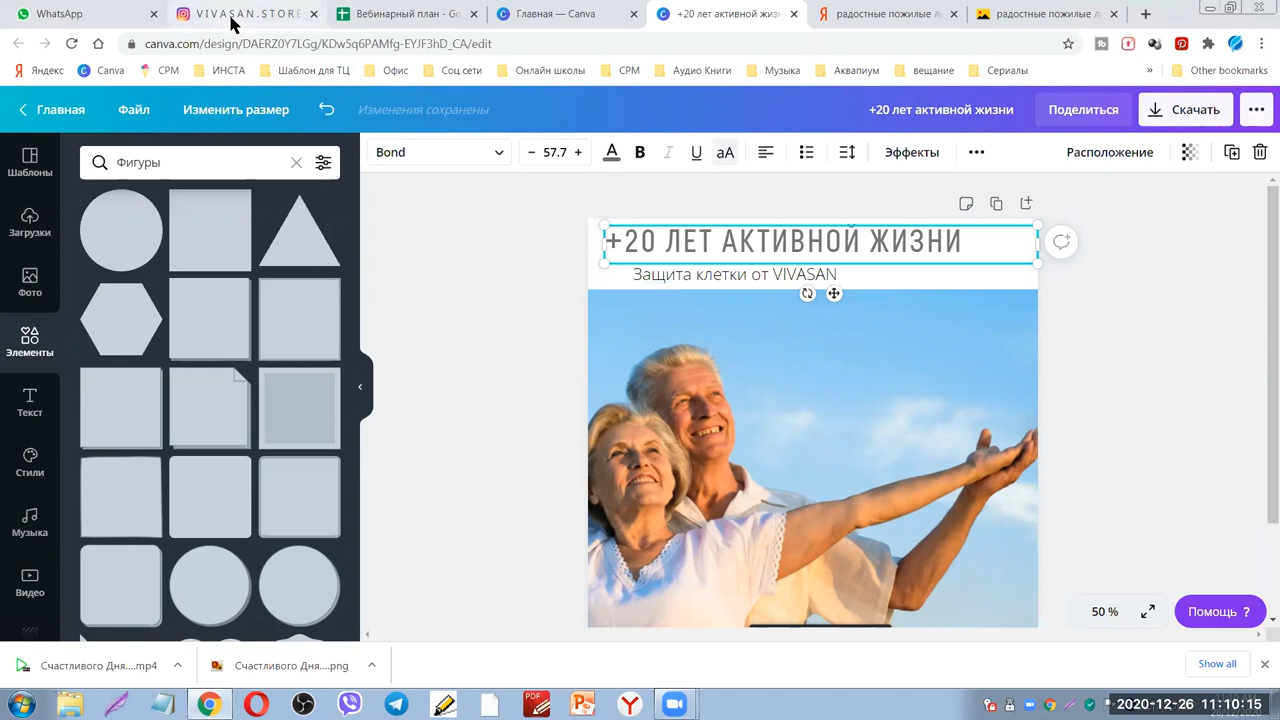 WhatsApp
V I V A S A N . S T O R E
Вебинарный план - Go
Главная — Canva
+20 лет активной жизн
радостные пожилые л
радостные пожилые л
canva.com/design/DAERZ0Y7LGg/KDw5q6PAMfg-EYJF3hD_CA/edit
Яндекс
Canva
СРМ
ИНСТА
Шаблон для ТЦ
Офис
Соц сети
Онлайн школы
СРМ
Аудио Книги
Музыка
Аквапиум
вещание
Сериалы
»
Other bookmarks
Главная
Файл
Изменить размер
Изменения сохранены
+20 лет активной жизни
Поделиться
Скачать
Фигуры
Bond
− 57.7 +
A
B
I
U
aA
Эффекты
Расположение
Шаблоны
Загрузки
Фото
Элементы
Текст
Стили
Музыка
Видео
+20 ЛЕТ АКТИВНОЙ ЖИЗНИ
Защита клетки от VIVASAN
50 %
Помощь ?
Счастливого Дня....mp4
Счастливого Дня....png
Show all
PDF
2020-12-26 11:10:15